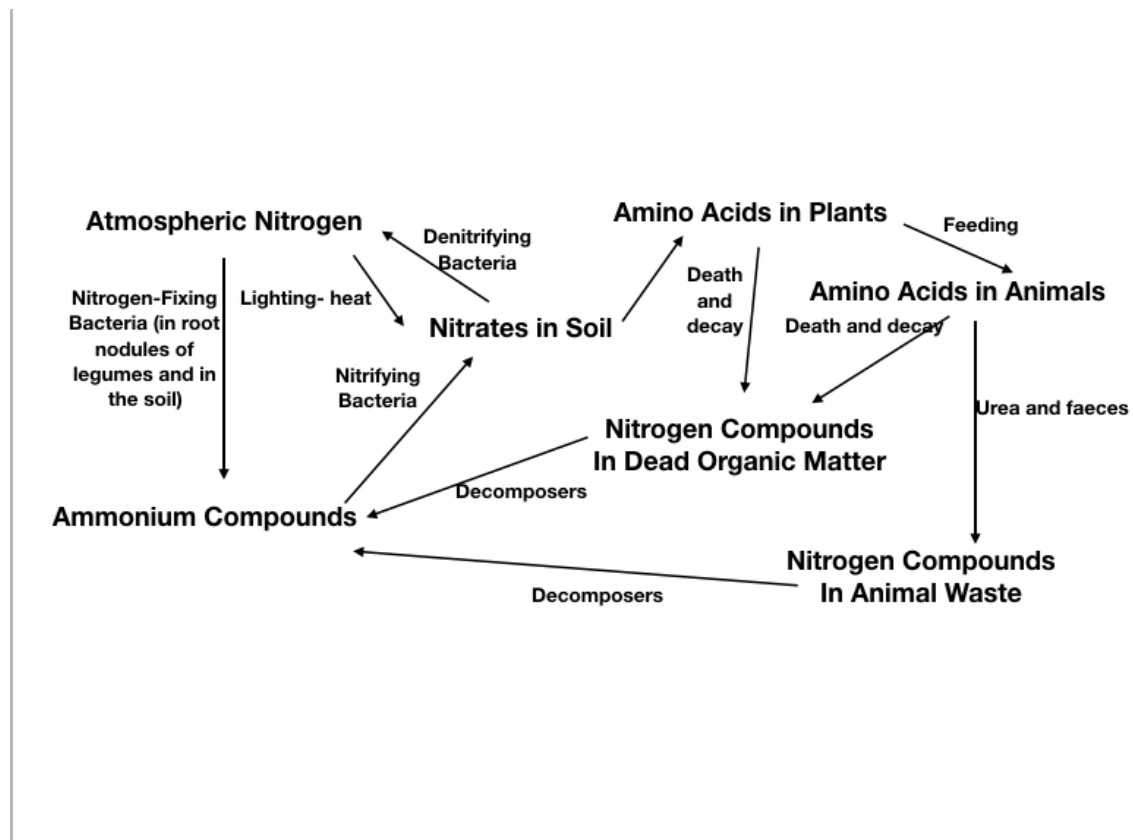 Atmospheric Nitrogen
Amino Acids in Plants
Feeding
Denitrifying
Bacteria
Death
and
decay
Amino Acids in Animals
Nitrogen-Fixing
Bacteria (in root
nodules of
legumes and in
the soil)
Lighting- heat
Nitrates in Soil
Death and decay
Nitrifying
Bacteria
Urea and faeces
Nitrogen Compounds
In Dead Organic Matter
Decomposers
Ammonium Compounds
Nitrogen Compounds
In Animal Waste
Decomposers